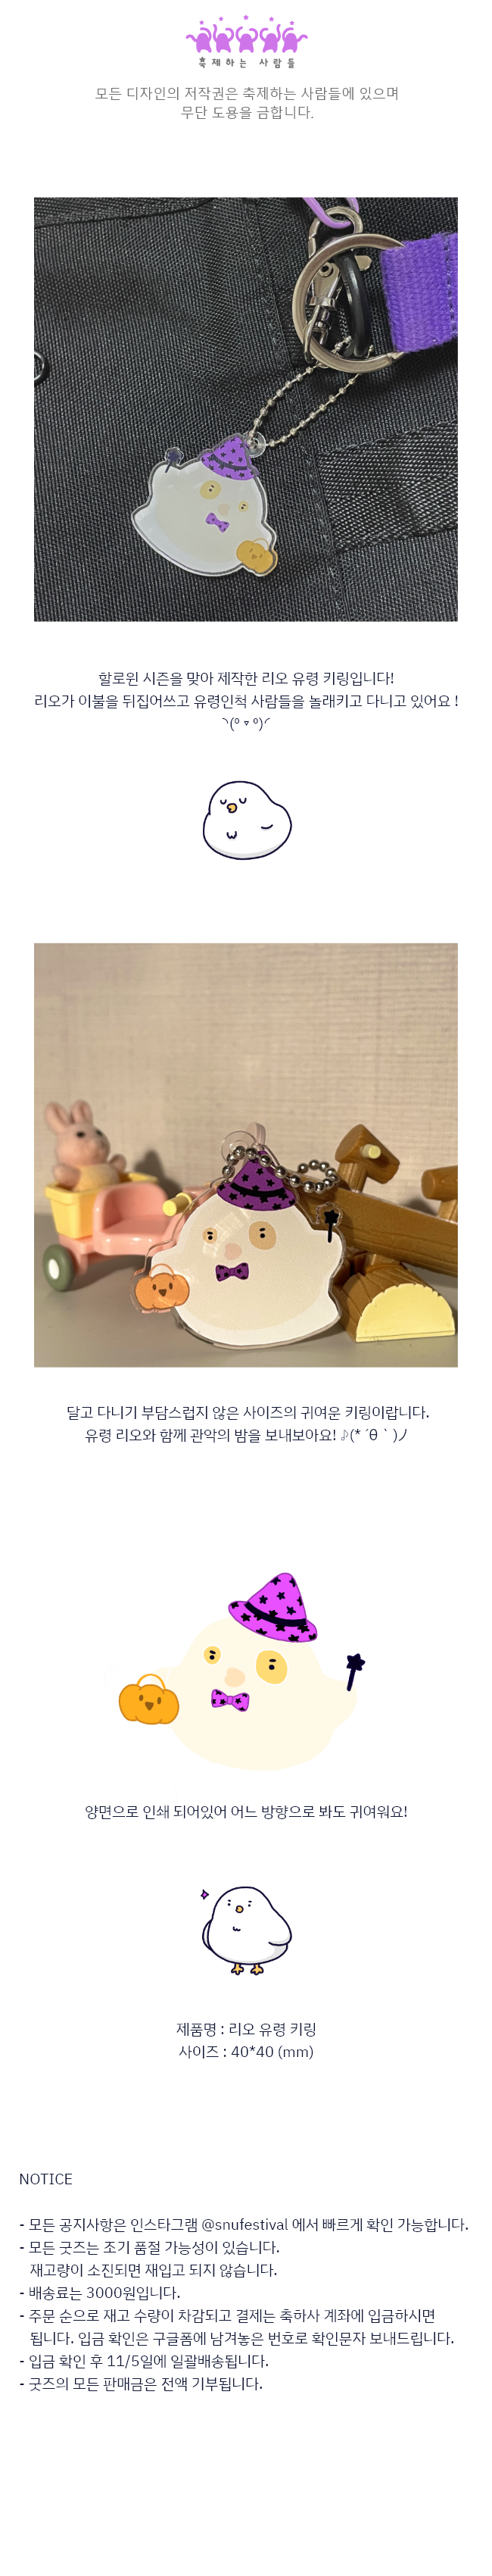 축제하는 사람들
모든 디자인의 저작권은 축제하는 사람들에 있으며
무단 도용을 금합니다.
할로윈 시즌을 맞아 제작한 리오 유령 키링입니다!
리오가 이불을 뒤집어쓰고 유령인척 사람들을 놀래키고 다니고 있어요 !
◝(⁰ ▿ ⁰)◜
달고 다니기 부담스럽지 않은 사이즈의 귀여운 키링이랍니다.
유령 리오와 함께 관악의 밤을 보내보아요! ♪(* ´θ ` )ノ
양면으로 인쇄 되어있어 어느 방향으로 봐도 귀여워요!
제품명 : 리오 유령 키링
사이즈 : 40*40 (mm)
NOTICE
- 모든 공지사항은 인스타그램 @snufestival 에서 빠르게 확인 가능합니다.
- 모든 굿즈는 조기 품절 가능성이 있습니다.
재고량이 소진되면 재입고 되지 않습니다.
- 배송료는 3000원입니다.
- 주문 순으로 재고 수량이 차감되고 결제는 축하사 계좌에 입금하시면
됩니다. 입금 확인은 구글폼에 남겨놓은 번호로 확인문자 보내드립니다.
- 입금 확인 후 11/5일에 일괄배송됩니다.
- 굿즈의 모든 판매금은 전액 기부됩니다.